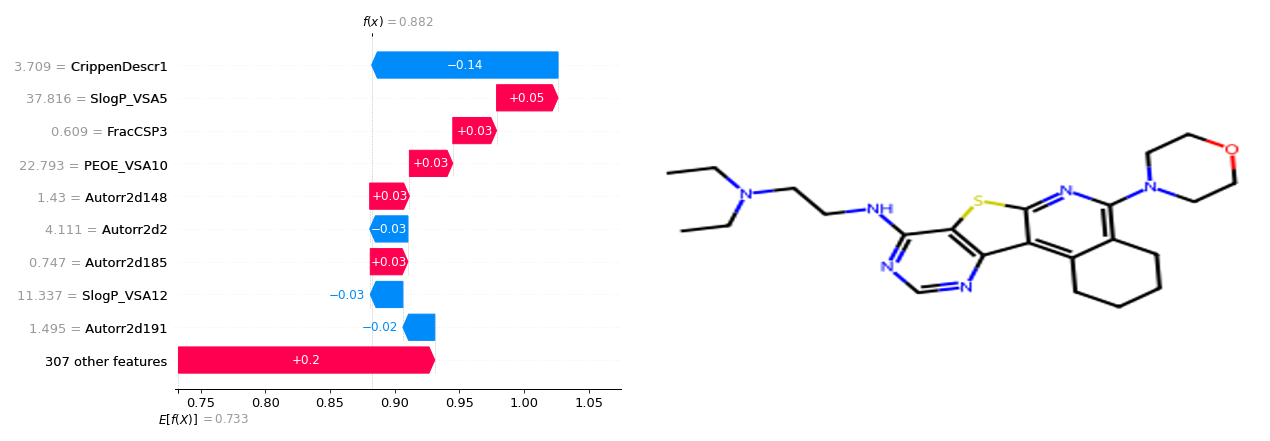 f(x) = 0.882
3.709 = CrippenDescr1
−0.14
37.816 = SlogP_VSA5
+0.05
0.609 = FracCSP3
+0.03
22.793 = PEOE_VSA10
+0.03
1.43 = Autorr2d148
+0.03
4.111 = Autorr2d2
−0.03
0.747 = Autorr2d185
+0.03
11.337 = SlogP_VSA12
−0.03
1.495 = Autorr2d191
−0.02
307 other features
+0.2
0.75 0.80 0.85 0.90 0.95 1.00 1.05
E[f(X)] = 0.733
O
N
N
N
S
NH
N
N